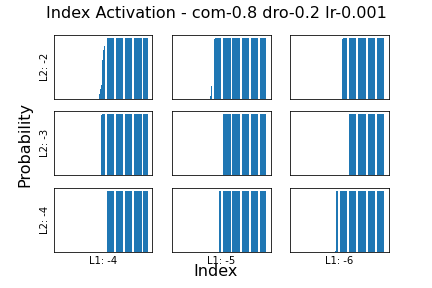 Index Activation - com-0.8 dro-0.2 lr-0.001
Probability
L2: -2
L2: -3
L2: -4
L1: -4
L1: -5
L1: -6
Index